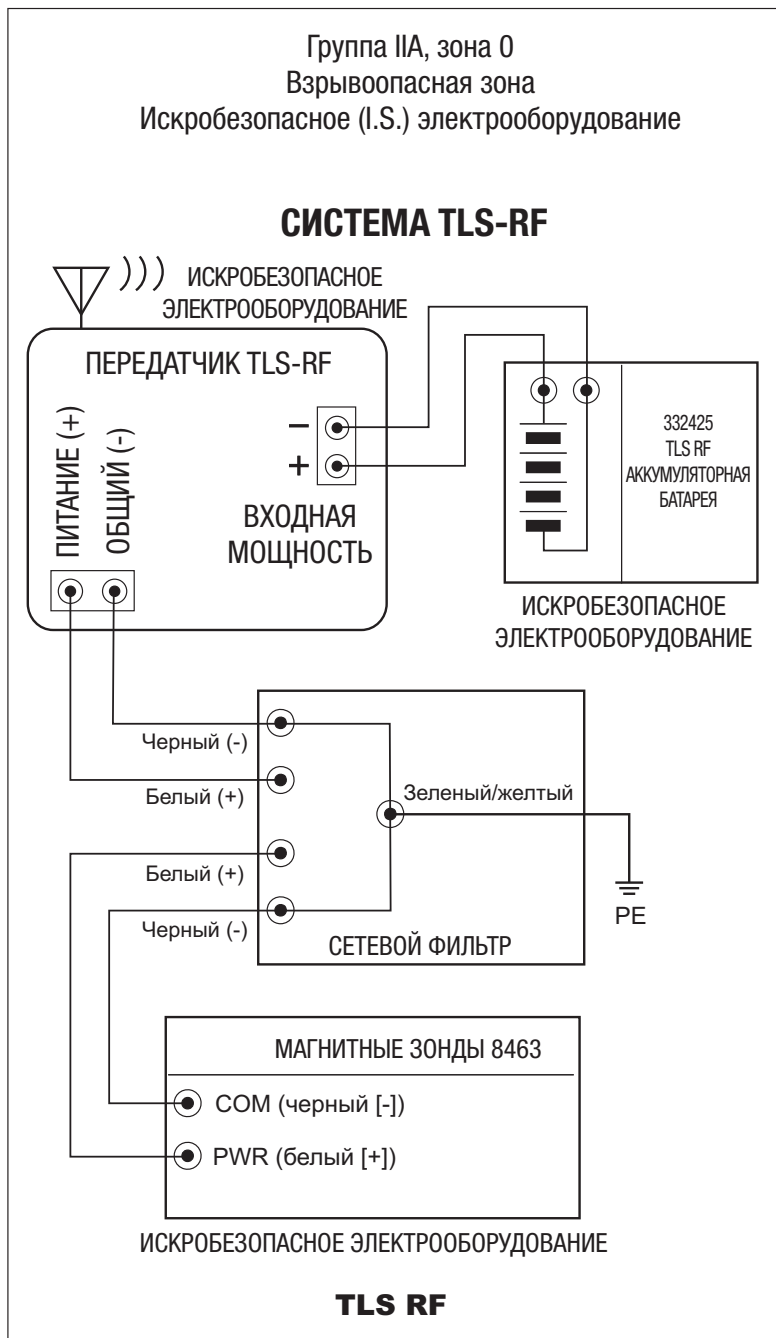 Группа IIA, зона 0
Взрывоопасная зона
Искробезопасное (I.S.) электрооборудование
СИСТЕМА TLS-RF
ИСКРОБЕЗОПАСНОЕ
ЭЛЕКТРООБОРУДОВАНИЕ
ПЕРЕДАТЧИК TLS-RF
ПИТАНИЕ (+)
ОБЩИЙ (-)
–
+
ВХОДНАЯ
МОЩНОСТЬ
332425
TLS RF
АККУМУЛЯТОРНАЯ
БАТАРЕЯ
ИСКРОБЕЗОПАСНОЕ
ЭЛЕКТРООБОРУДОВАНИЕ
Черный (-)
Белый (+)
Зеленый/желтый
Белый (+)
Черный (-)
PE
СЕТЕВОЙ ФИЛЬТР
МАГНИТНЫЕ ЗОНДЫ 8463
COM (черный [-])
PWR (белый [+])
ИСКРОБЕЗОПАСНОЕ ЭЛЕКТРООБОРУДОВАНИЕ
TLS RF